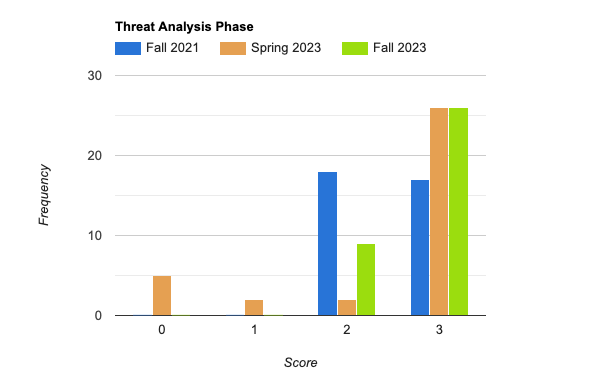 Threat Analysis Phase
Fall 2021 Spring 2023 Fall 2023
30
20
10
0
Frequency
0 1 2 3
Score